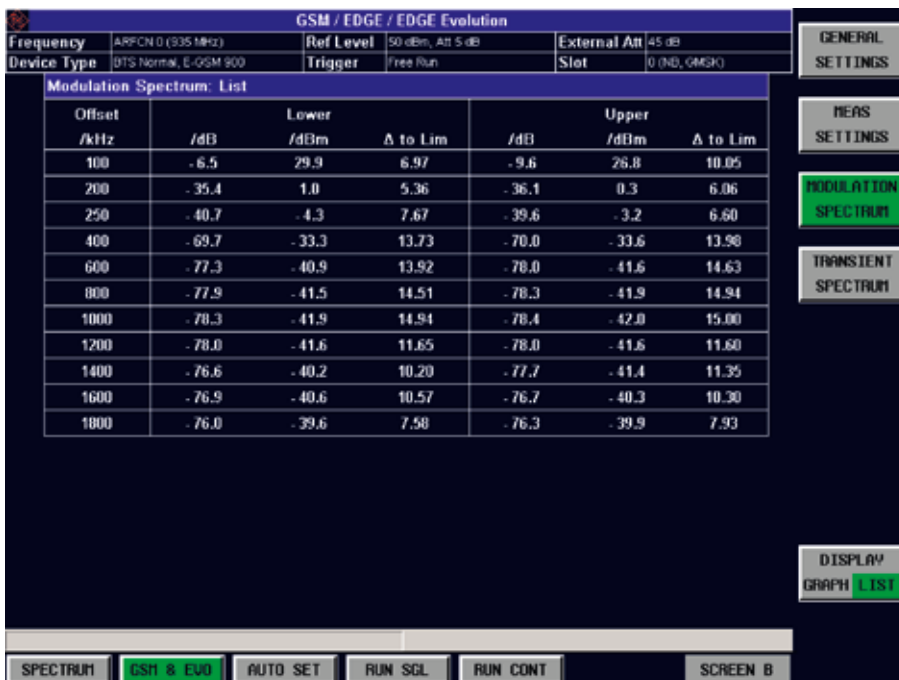 GSM / EDGE / EDGE Evolution
Frequency ARFCN 0 (935 MHz) Ref Level 50 dBm, Att 5 dB External Att 45 dB
Device Type BTS Normal, E-GSM 900 Trigger Free Run Slot 0 (NB, GMSK)
Modulation Spectrum: List
Offset Lower Upper
/kHz /dB /dBm Δ to Lim /dB /dBm Δ to Lim
100 - 6.5 29.9 6.97 - 9.6 26.8 10.05
200 - 35.4 1.0 5.36 - 36.1 0.3 6.06
250 - 40.7 - 4.3 7.67 - 39.6 - 3.2 6.60
400 - 69.7 - 33.3 13.73 - 70.0 - 33.6 13.98
600 - 77.3 - 40.9 13.92 - 78.0 - 41.6 14.63
800 - 77.9 - 41.5 14.51 - 78.3 - 41.9 14.94
1000 - 78.3 - 41.9 14.94 - 78.4 - 42.0 15.00
1200 - 78.0 - 41.6 11.65 - 78.0 - 41.6 11.60
1400 - 76.6 - 40.2 10.20 - 77.7 - 41.4 11.35
1600 - 76.9 - 40.6 10.57 - 76.7 - 40.3 10.30
1800 - 76.0 - 39.6 7.58 - 76.3 - 39.9 7.93
GENERAL
SETTINGS
MEAS
SETTINGS
MODULATION
SPECTRUM
TRANSIENT
SPECTRUM
DISPLAY
GRAPH LIST
SPECTRUM GSM & EVO AUTO SET RUN SGL RUN CONT SCREEN B